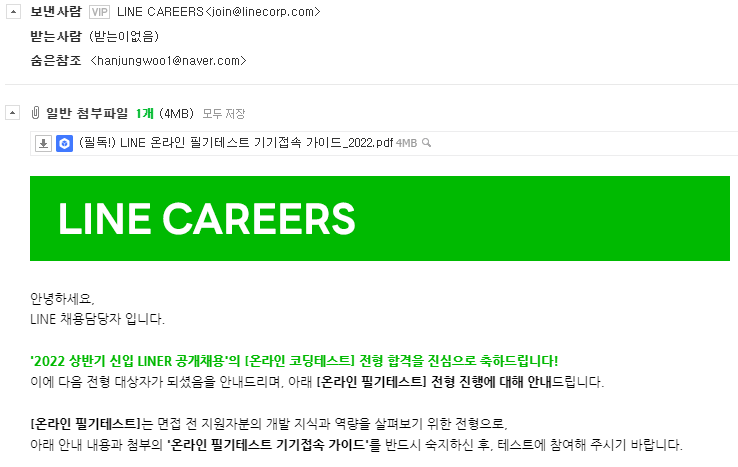 보낸사람 VIP LINE CAREERS<join@linecorp.com>
받는사람 (받는이없음)
숨은참조 <hanjungwoo1@naver.com>
일반 첨부파일 1개 (4MB) 모두 저장
(필독!) LINE 온라인 필기테스트 기기접속 가이드_2022.pdf 4MB
LINE CAREERS
안녕하세요,
LINE 채용담당자 입니다.
'2022 상반기 신입 LINER 공개채용'의 [온라인 코딩테스트] 전형 합격을 진심으로 축하드립니다!
이에 다음 전형 대상자가 되셨음을 안내드리며, 아래 [온라인 필기테스트] 전형 진행에 대해 안내드립니다.
[온라인 필기테스트]는 면접 전 지원자분의 개발 지식과 역량을 살펴보기 위한 전형으로,
아래 안내 내용과 첨부의 '온라인 필기테스트 기기접속 가이드'를 반드시 숙지하신 후, 테스트에 참여해 주시기 바랍니다.